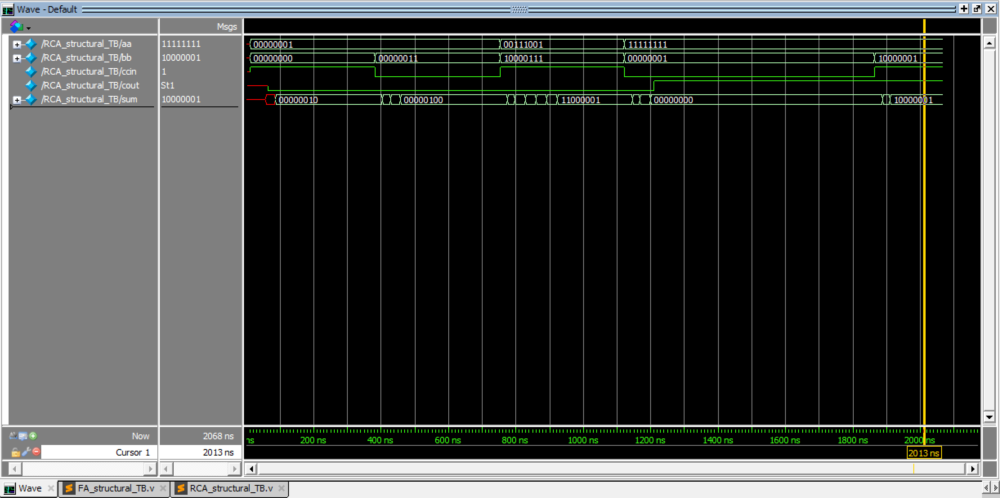 Wave - Default
Msgs
/RCA_structural_TB/aa 11111111 00000001 00111001 11111111
/RCA_structural_TB/bb 10000001 00000000 00000011 10000111 00000001 10000001
/RCA_structural_TB/ccin 1
/RCA_structural_TB/cout St1
/RCA_structural_TB/sum 10000001 00000010 00000100 11000001 00000000 10000001
Now 2068 ns ns 200 ns 400 ns 600 ns 800 ns 1000 ns 1200 ns 1400 ns 1600 ns 1800 ns 2000 ns
Cursor 1 2013 ns 2013 ns
Wave FA_structural_TB.v RCA_structural_TB.v